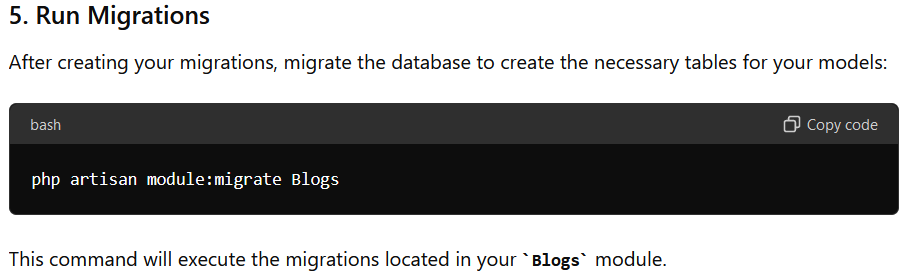 5. Run Migrations
After creating your migrations, migrate the database to create the necessary tables for your models:
bash
Copy code
php artisan module:migrate Blogs
This command will execute the migrations located in your `Blogs` module.